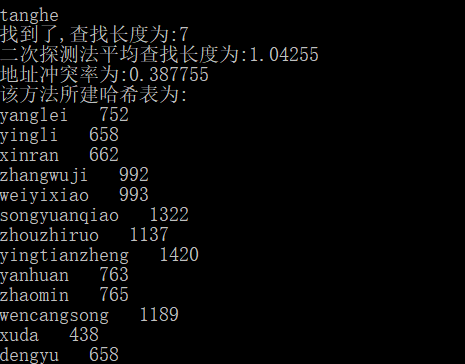 tanghe
找到了,查找长度为:7
二次探测法平均查找长度为:1.04255
地址冲突率为:0.387755
该方法所建哈希表为:
yanglei   752
yingli   658
xinran   662
zhangwuji   992
weiyixiao   993
songyuanqiao   1322
zhouzhiruo   1137
yingtianzheng   1420
yanhuan   763
zhaomin   765
wencangsong   1189
xuda   438
dengyu   658